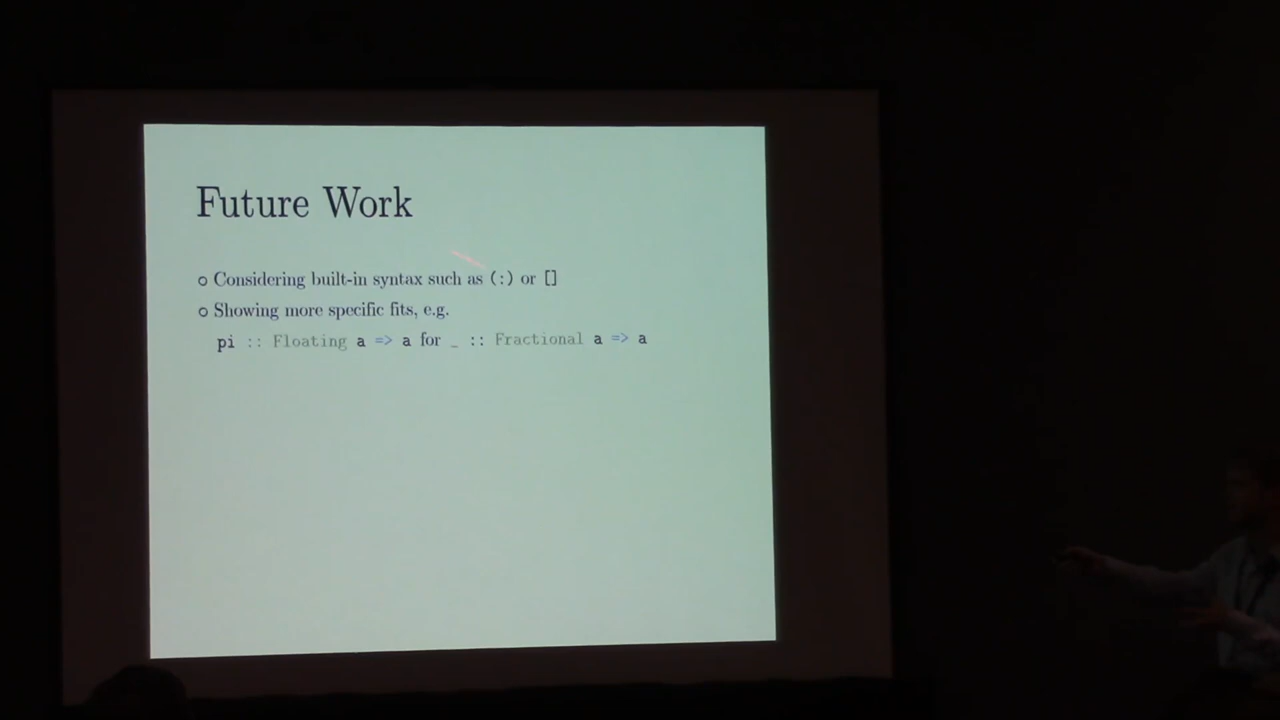 Future Work
Considering built-in syntax such as (:) or []
Showing more specific fits, e.g.
pi :: Floating a => a for _ :: Fractional a => a